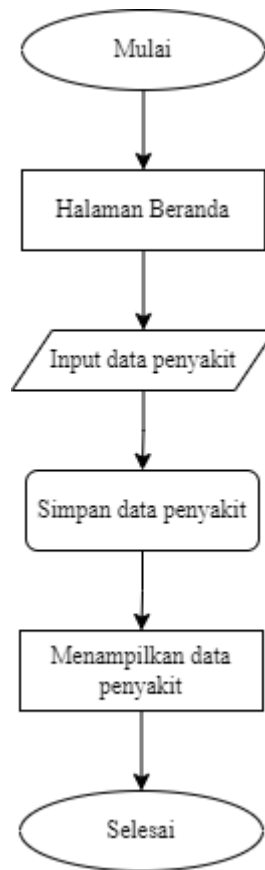 Mulai
Halaman Beranda
Input data penyakit
Simpan data penyakit
Menampilkan data
penyakit
Selesai